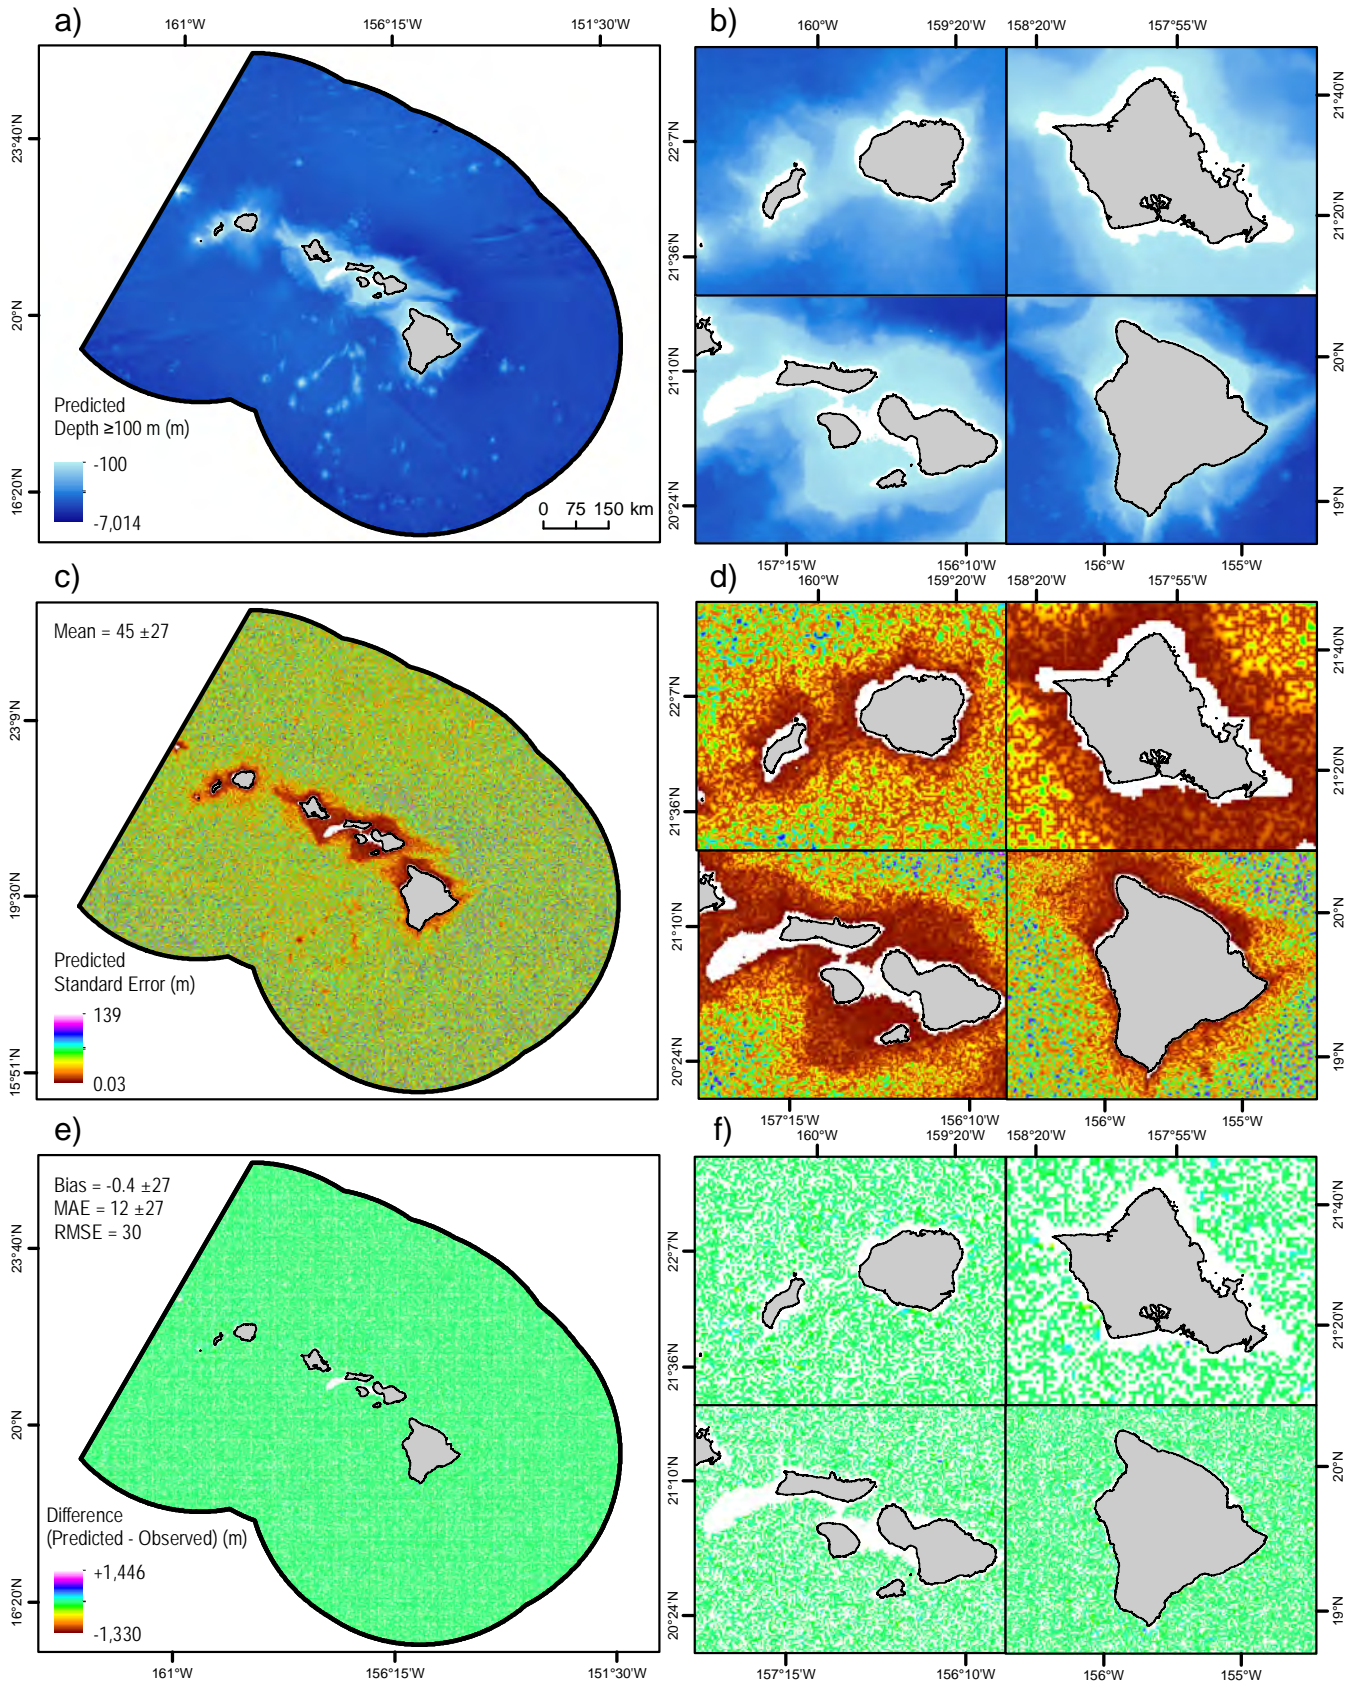 a)
161°W 156°15'W 151°30'W
23°40'N
20°N
16°20'N
Predicted
Depth ≥100 m (m)
-100
-7,014
0 75 150 km
b)
160°W 159°20'W 158°20'W 157°55'W
22°7'N
21°36'N
21°10'N
20°24'N
21°40'N
21°20'N
20°N
19°N
157°15'W 156°10'W 156°W 155°W
c)
Mean = 45 ±27
23°9'N
19°30'N
15°51'N
Predicted
Standard Error (m)
139
0.03
d)
160°W 159°20'W 158°20'W 157°55'W
22°7'N
21°36'N
21°10'N
20°24'N
21°40'N
21°20'N
20°N
19°N
157°15'W 156°10'W 156°W 155°W
e)
Bias = -0.4 ±27
MAE = 12 ±27
RMSE = 30
23°40'N
20°N
16°20'N
Difference
(Predicted - Observed) (m)
+1,446
-1,330
161°W 156°15'W 151°30'W
f)
160°W 159°20'W 158°20'W 157°55'W
22°7'N
21°36'N
21°10'N
20°24'N
21°40'N
21°20'N
20°N
19°N
157°15'W 156°10'W 156°W 155°W